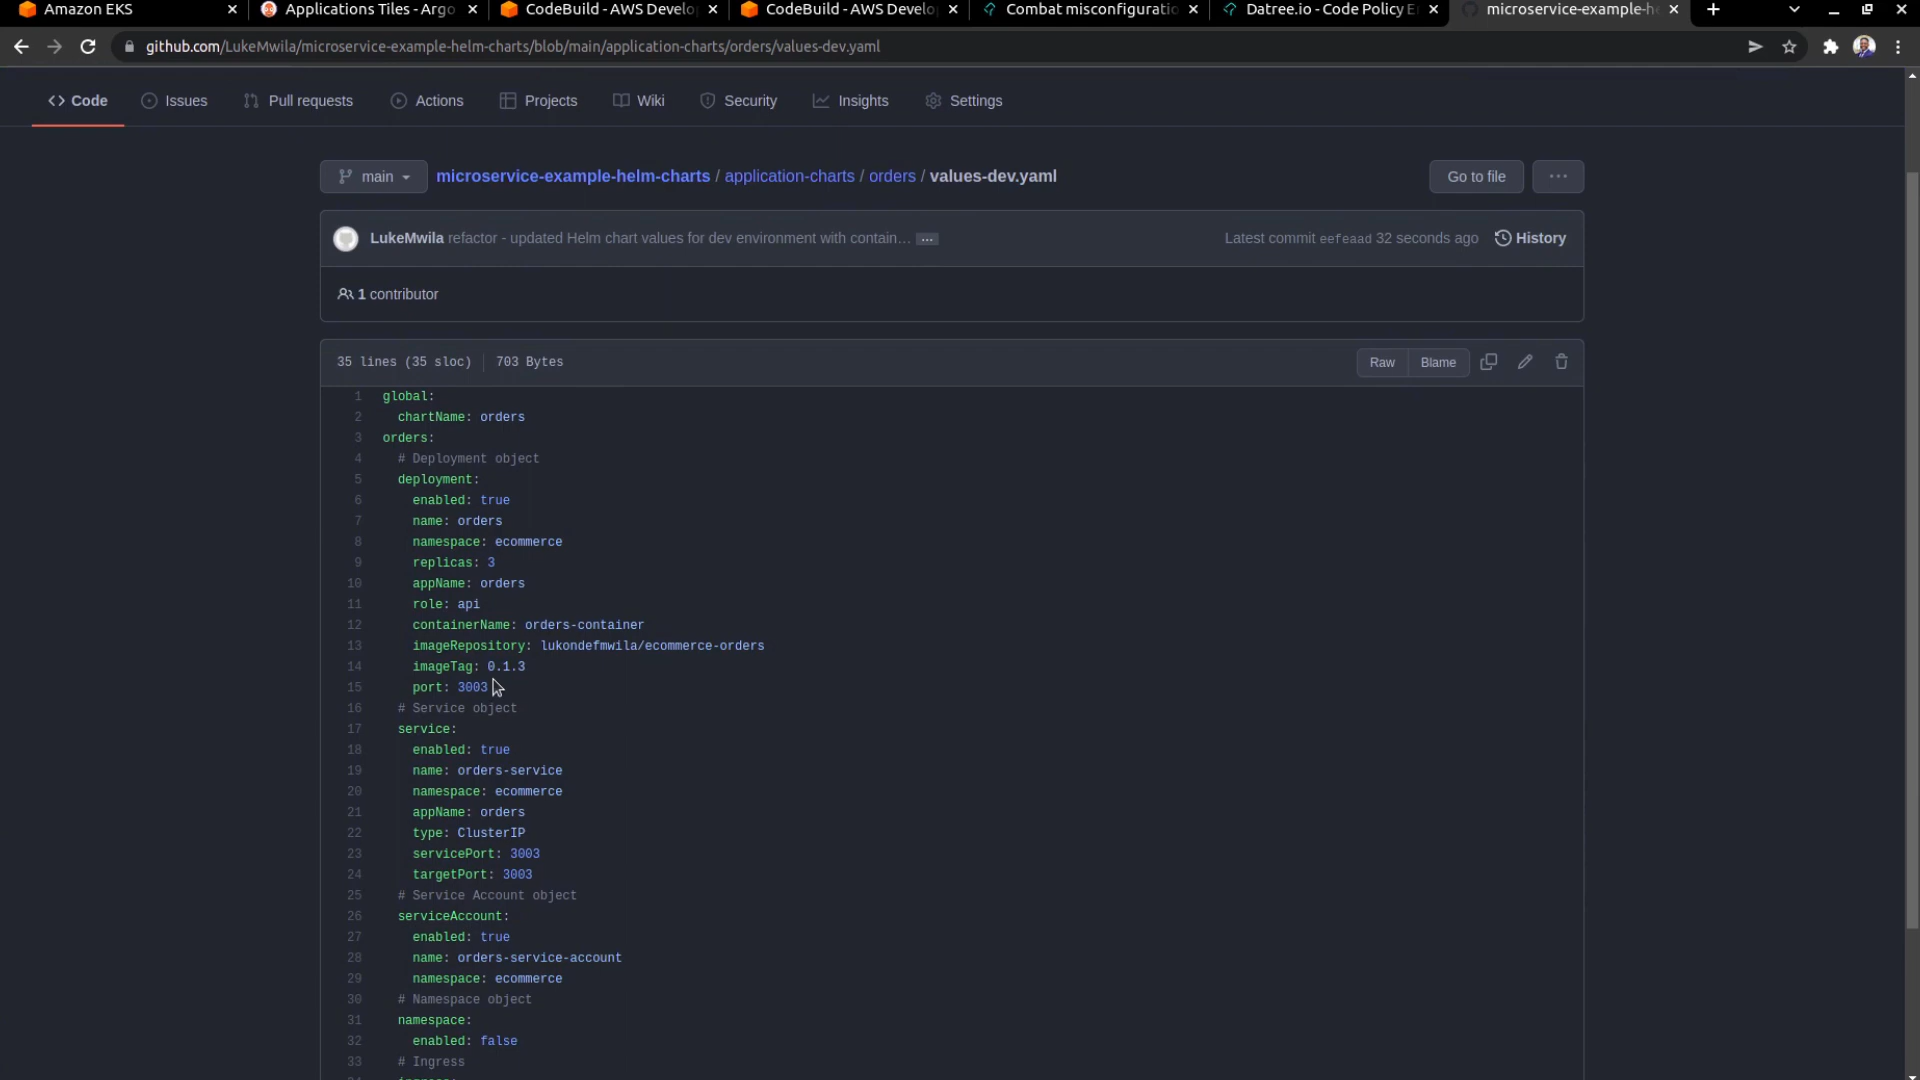 Amazon EKS
Applications Tiles - Argo
CodeBuild - AWS Develo
CodeBuild - AWS Develo
Combat misconfiguratio
Datree.io - Code Policy E
microservice-example-h
github.com/LukeMwila/microservice-example-helm-charts/blob/main/application-charts/orders/values-dev.yaml
Code Issues Pull requests Actions Projects Wiki Security Insights Settings
main microservice-example-helm-charts / application-charts / orders / values-dev.yaml Go to file ...
LukeMwila refactor - updated Helm chart values for dev environment with contain… ... Latest commit eefeaad 32 seconds ago History
1 contributor
35 lines (35 sloc) 703 Bytes Raw Blame
1 global:
2 chartName: orders
3 orders:
4 # Deployment object
5 deployment:
6 enabled: true
7 name: orders
8 namespace: ecommerce
9 replicas: 3
10 appName: orders
11 role: api
12 containerName: orders-container
13 imageRepository: lukondefmwila/ecommerce-orders
14 imageTag: 0.1.3
15 port: 3003
16 # Service object
17 service:
18 enabled: true
19 name: orders-service
20 namespace: ecommerce
21 appName: orders
22 type: ClusterIP
23 servicePort: 3003
24 targetPort: 3003
25 # Service Account object
26 serviceAccount:
27 enabled: true
28 name: orders-service-account
29 namespace: ecommerce
30 # Namespace object
31 namespace:
32 enabled: false
33 # Ingress